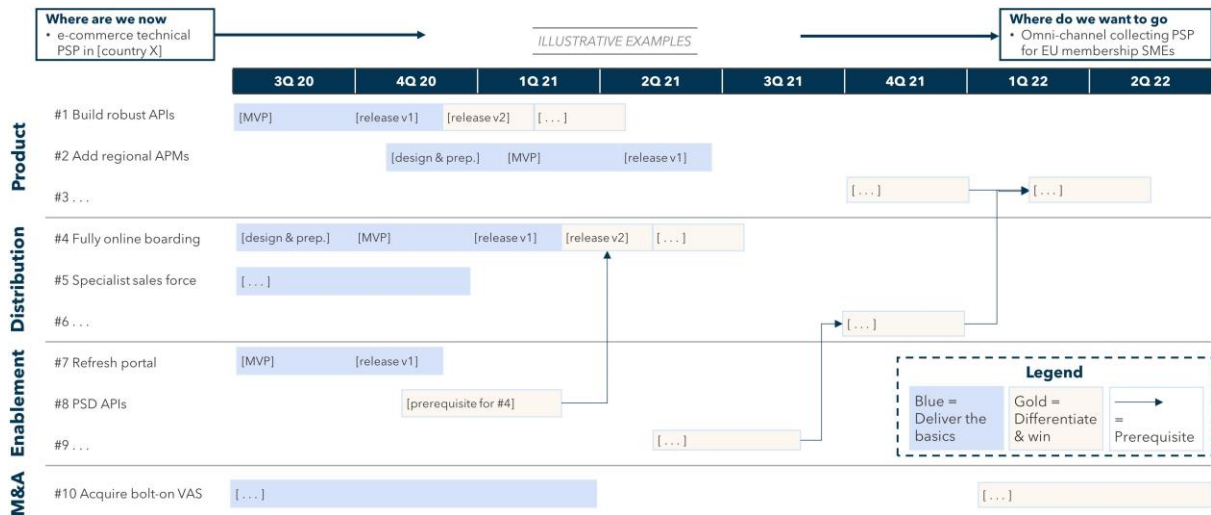 Where are we now
• e-commerce technical
PSP in [country X]
ILLUSTRATIVE EXAMPLES
Where do we want to go
• Omni-channel collecting PSP
for EU membership SMEs
3Q 20 4Q 20 1Q 21 2Q 21 3Q 21 4Q 21 1Q 22 2Q 22
Product
#1 Build robust APIs [MVP] [release v1] [release v2] [ . . . ]
#2 Add regional APMs [design & prep.] [MVP] [release v1]
#3 . . . [ . . . ] [ . . . ]
Distribution
#4 Fully online boarding [design & prep.] [MVP] [release v1] [release v2] [ . . . ]
#5 Specialist sales force [ . . . ]
#6 . . . [ . . . ]
Enablement
#7 Refresh portal [MVP] [release v1]
#8 PSD APIs [prerequisite for #4]
#9 . . . [ . . . ]
M&A
#10 Acquire bolt-on VAS [ . . . ] [ . . . ]
Legend
Blue =
Deliver the
basics
Gold =
Differentiate
& win
=
Prerequisite